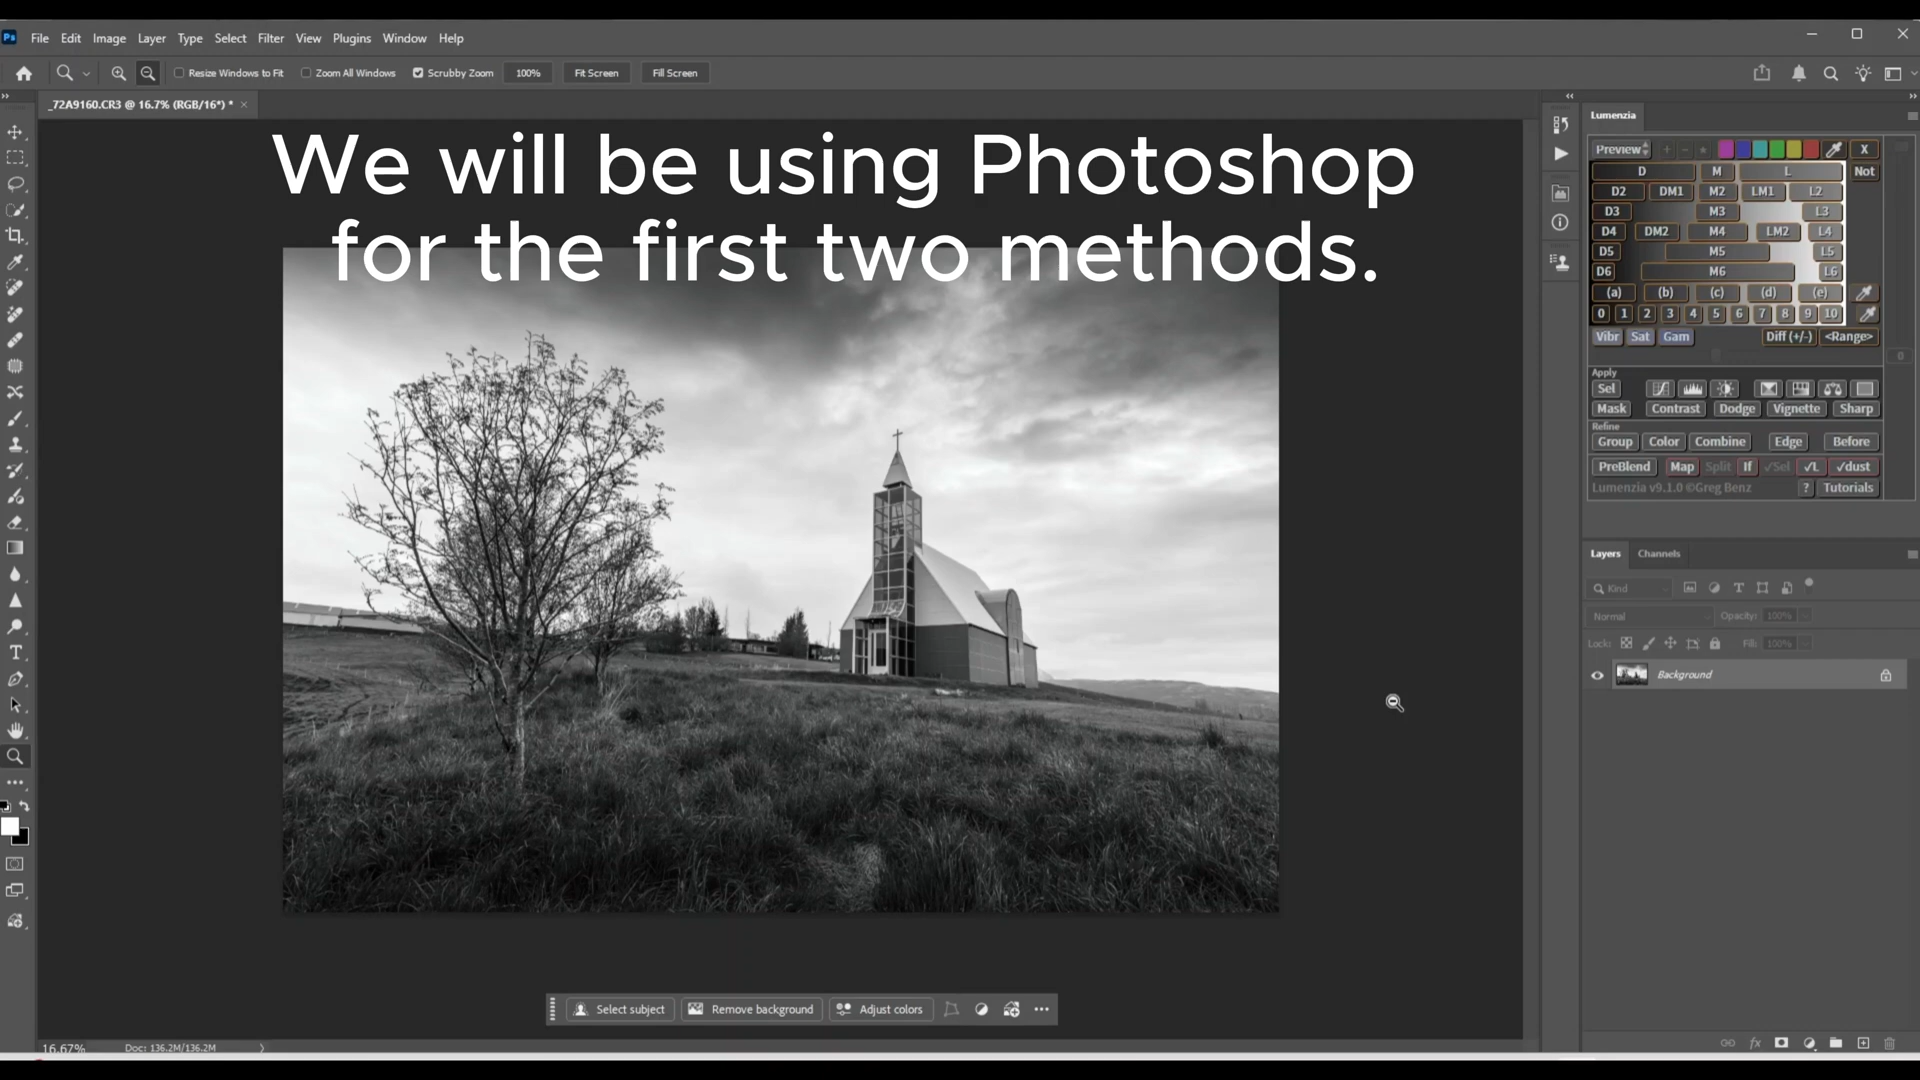 Ps File Edit Image Layer Type Select Filter View Plugins Window Help
Resize Windows to Fit Zoom All Windows Scrubby Zoom 100% Fit Screen Fill Screen
_72A9160.CR3 @ 16.7% (RGB/16*) * ×
We will be using Photoshop
for the first two methods.
Lumenzia
Preview X
D M L Not
D2 DM1 M2 LM1 L2
D3 M3 L3
D4 DM2 M4 LM2 L4
D5 M5 L5
D6 M6 L6
(a) (b) (c) (d) (e)
0 1 2 3 4 5 6 7 8 9 10
Vibr Sat Gam Diff (+/-) <Range>
0
Apply
Sel
Mask Contrast Dodge Vignette Sharp
Refine
Group Color Combine Edge Before
PreBlend Map Split If ✓Sel ✓L ✓dust
Lumenzia v9.1.0 ©Greg Benz ? Tutorials
Layers Channels
Kind
Normal Opacity: 100%
Lock: Fill: 100%
Background
Select subject Remove background Adjust colors
16.67% Doc: 136.2M/136.2M